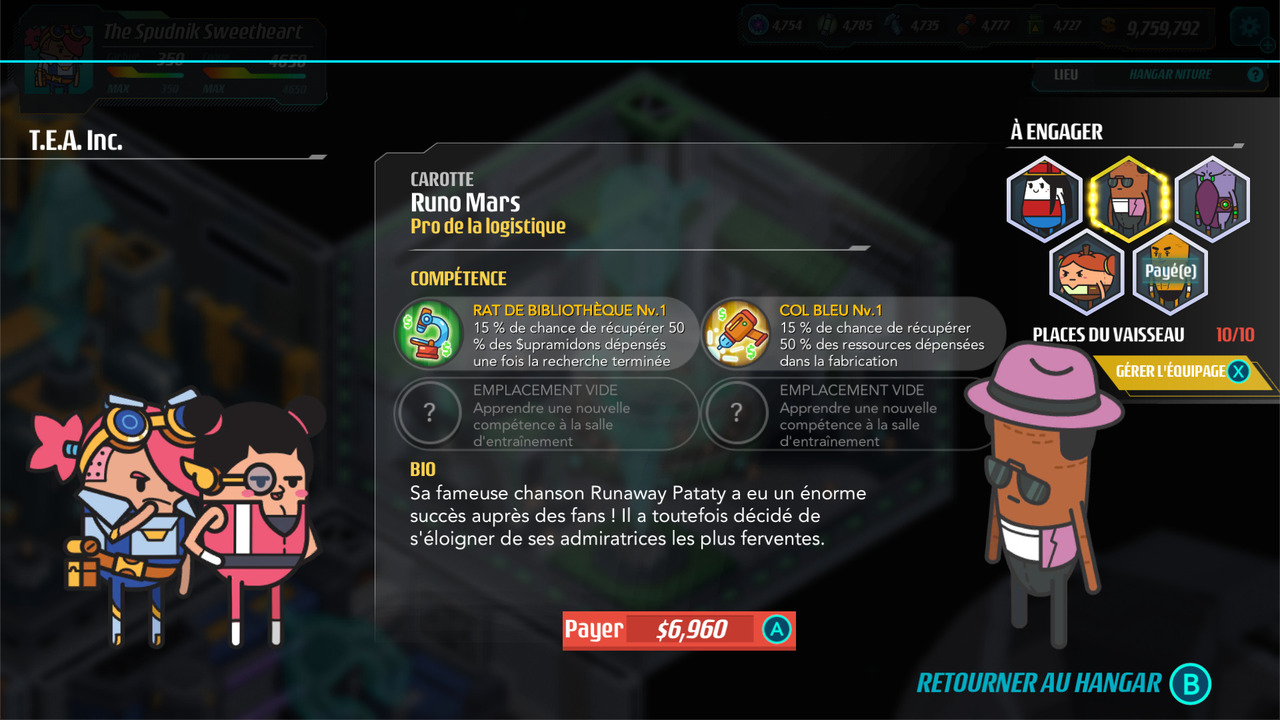 The Spudnik Sweetheart
350
4650
MAX
350
MAX
4650
4,754
4,785
4,735
4,777
4,727
9,759,792
LIEU
HANGAR NITURE
?
T.E.A. Inc.
À ENGAGER
Payé(e)
PLACES DU VAISSEAU
10/10
GÉRER L'ÉQUIPAGE X
CAROTTE
Runo Mars
Pro de la logistique
COMPÉTENCE
RAT DE BIBLIOTHÈQUE Nv.1
15 % de chance de récupérer 50
% des $upramidons dépensés
une fois la recherche terminée
COL BLEU Nv.1
15 % de chance de récupérer
50 % des ressources dépensées
dans la fabrication
?
EMPLACEMENT VIDE
Apprendre une nouvelle
compétence à la salle
d'entraînement
?
EMPLACEMENT VIDE
Apprendre une nouvelle
compétence à la salle
d'entraînement
BIO
Sa fameuse chanson Runaway Pataty a eu un énorme
succès auprès des fans ! Il a toutefois décidé de
s'éloigner de ses admiratrices les plus ferventes.
Payer $6,960 A
RETOURNER AU HANGAR B